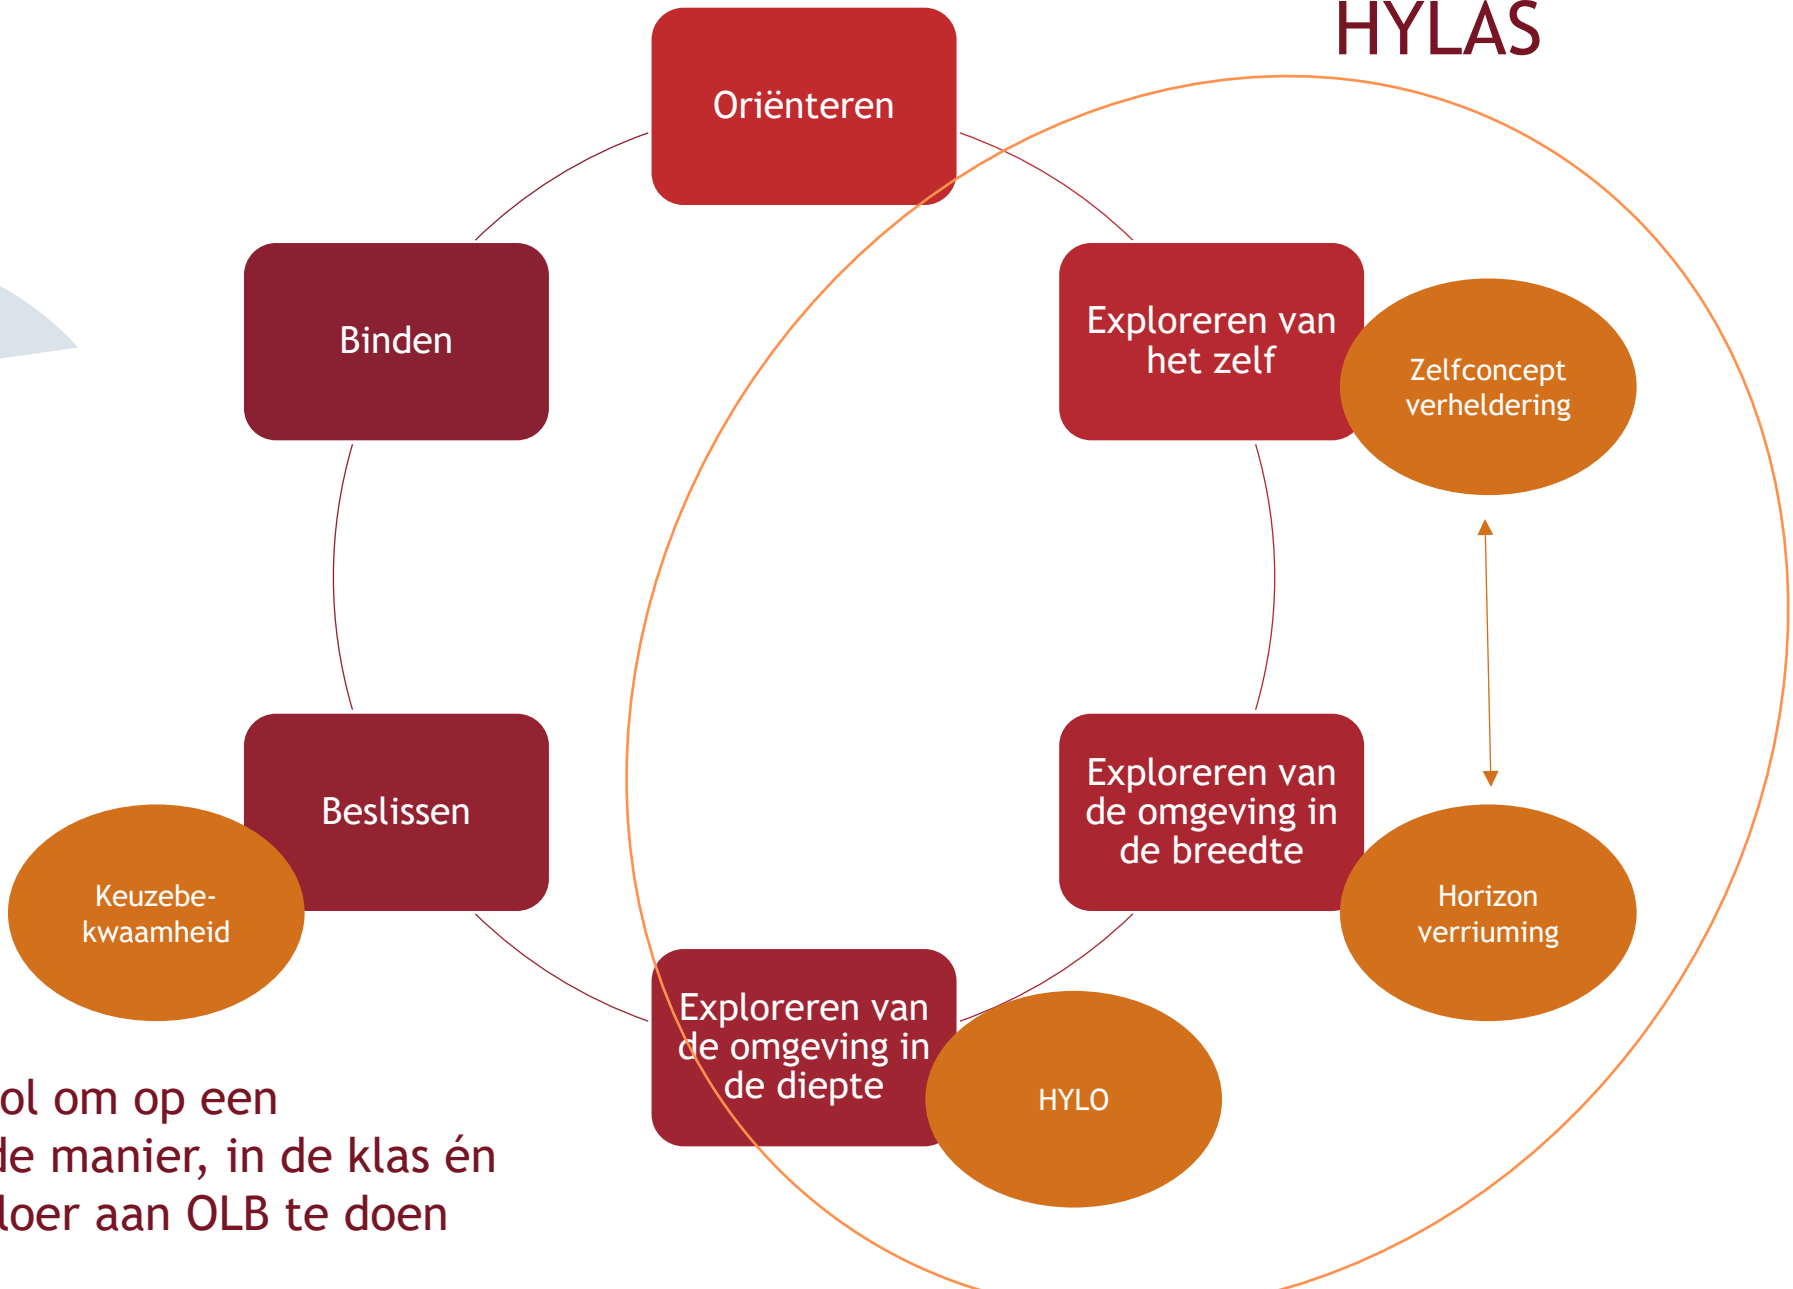 HYLAS
Oriënteren
Exploreren van
het zelf
Zelfconcept
verheldering
Exploreren van
de omgeving in
de breedte
Horizon
verriuming
Exploreren van
de omgeving in
de diepte
HYLO
Beslissen
Keuzebe-
kwaamheid
Binden
ol om op een
de manier, in de klas én
loer aan OLB te doen